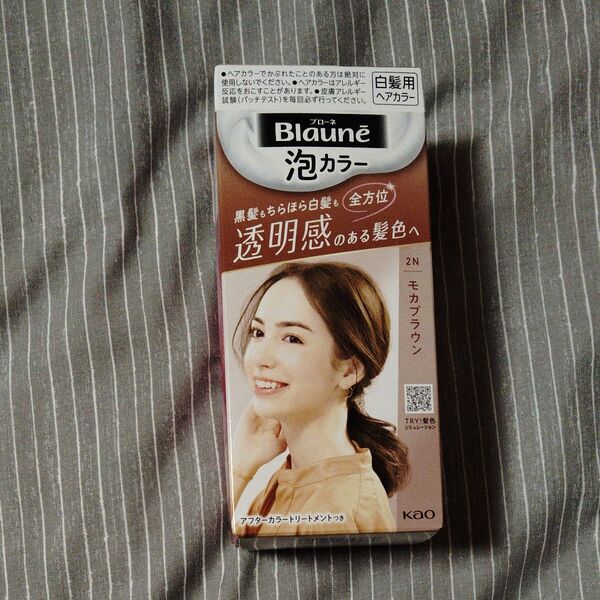 ●ヘアカラーでかぶれたことのある方は絶対に
使用しないでください。●ヘアカラーはアレルギー
反応をおこすことがあります。●皮膚アレルギー
試験(パッチテスト)を毎回必ず行ってください。
白髪用
ヘアカラー
ブローネ
Blaunē
泡カラー
黒髪もちらほら白髪も
全方位
透明感のある髪色へ
2N
モカブラウン
TRY!髪色
シミュレーション
アフターカラートリートメントつき
Kao